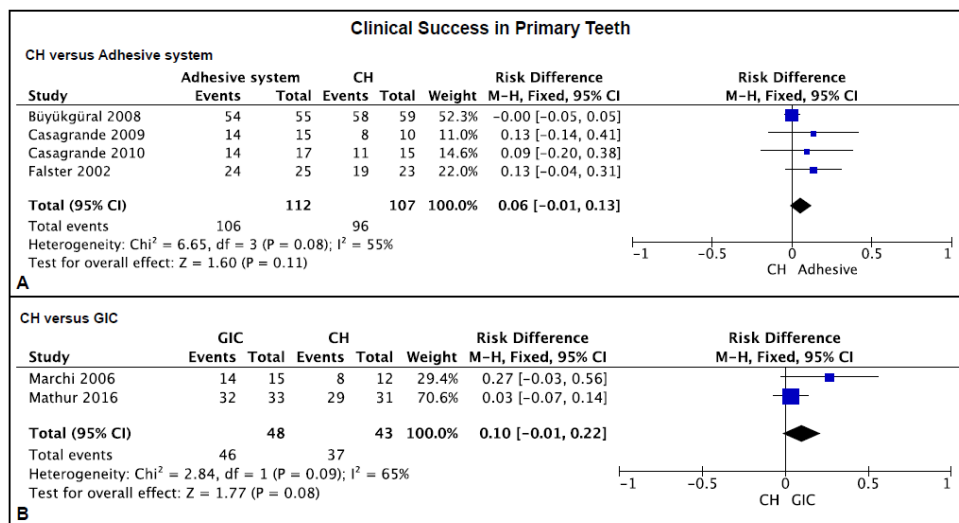 Clinical Success in Primary Teeth
CH versus Adhesive system
Adhesive system CH Risk Difference Risk Difference
Study Events Total Events Total Weight M-H, Fixed, 95% CI M-H, Fixed, 95% CI
Büyükgüral 2008 54 55 58 59 52.3% -0.00 [-0.05, 0.05]
Casagrande 2009 14 15 8 10 11.0% 0.13 [-0.14, 0.41]
Casagrande 2010 14 17 11 15 14.6% 0.09 [-0.20, 0.38]
Falster 2002 24 25 19 23 22.0% 0.13 [-0.04, 0.31]
Total (95% CI) 112 107 100.0% 0.06 [-0.01, 0.13]
Total events 106 96
Heterogeneity: Chi² = 6.65, df = 3 (P = 0.08); I² = 55%
Test for overall effect: Z = 1.60 (P = 0.11)
-1 -0.5 0 0.5 1
CH Adhesive
A
CH versus GIC
GIC CH Risk Difference Risk Difference
Study Events Total Events Total Weight M-H, Fixed, 95% CI M-H, Fixed, 95% CI
Marchi 2006 14 15 8 12 29.4% 0.27 [-0.03, 0.56]
Mathur 2016 32 33 29 31 70.6% 0.03 [-0.07, 0.14]
Total (95% CI) 48 43 100.0% 0.10 [-0.01, 0.22]
Total events 46 37
Heterogeneity: Chi² = 2.84, df = 1 (P = 0.09); I² = 65%
Test for overall effect: Z = 1.77 (P = 0.08)
-1 -0.5 0 0.5 1
CH GIC
B